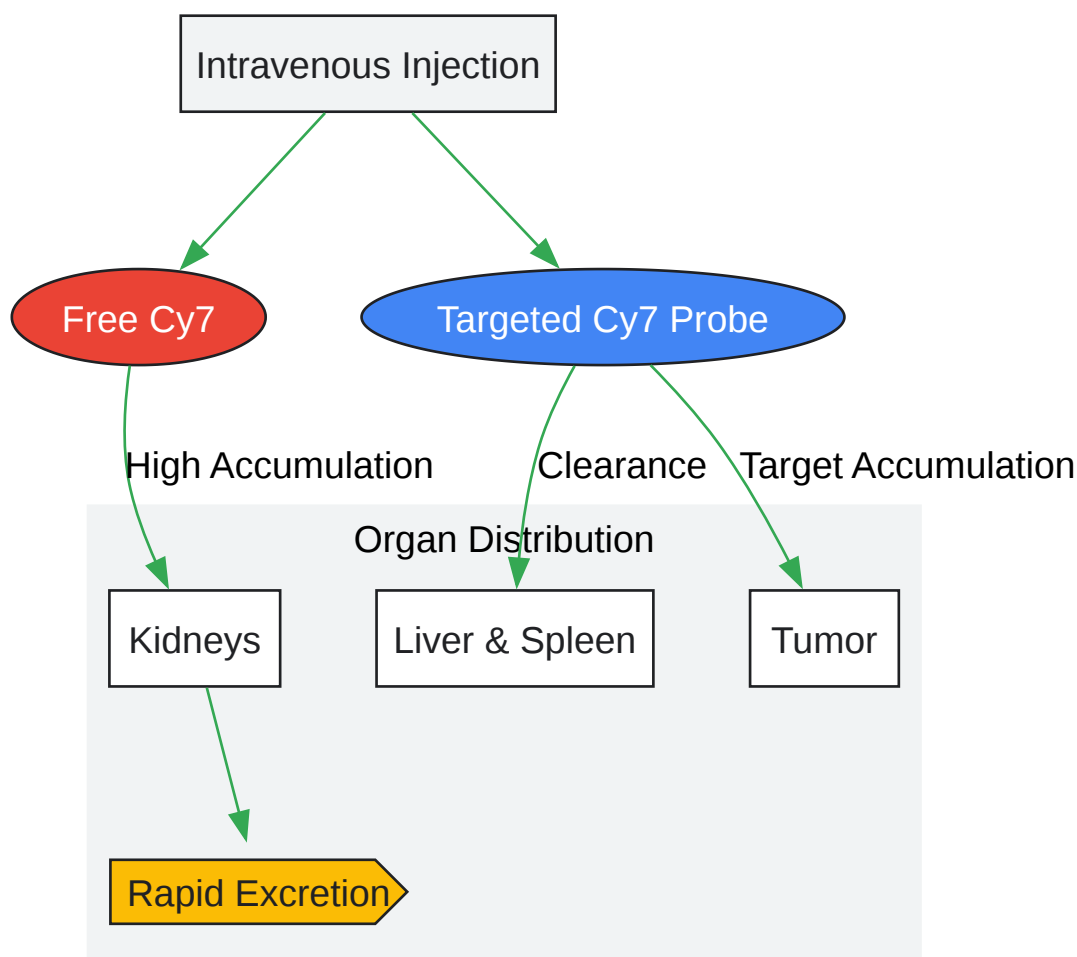 Intravenous Injection
Free Cy7
Targeted Cy7 Probe
High Accumulation
Clearance
Target Accumulation
Organ Distribution
Kidneys
Liver & Spleen
Tumor
Rapid Excretion